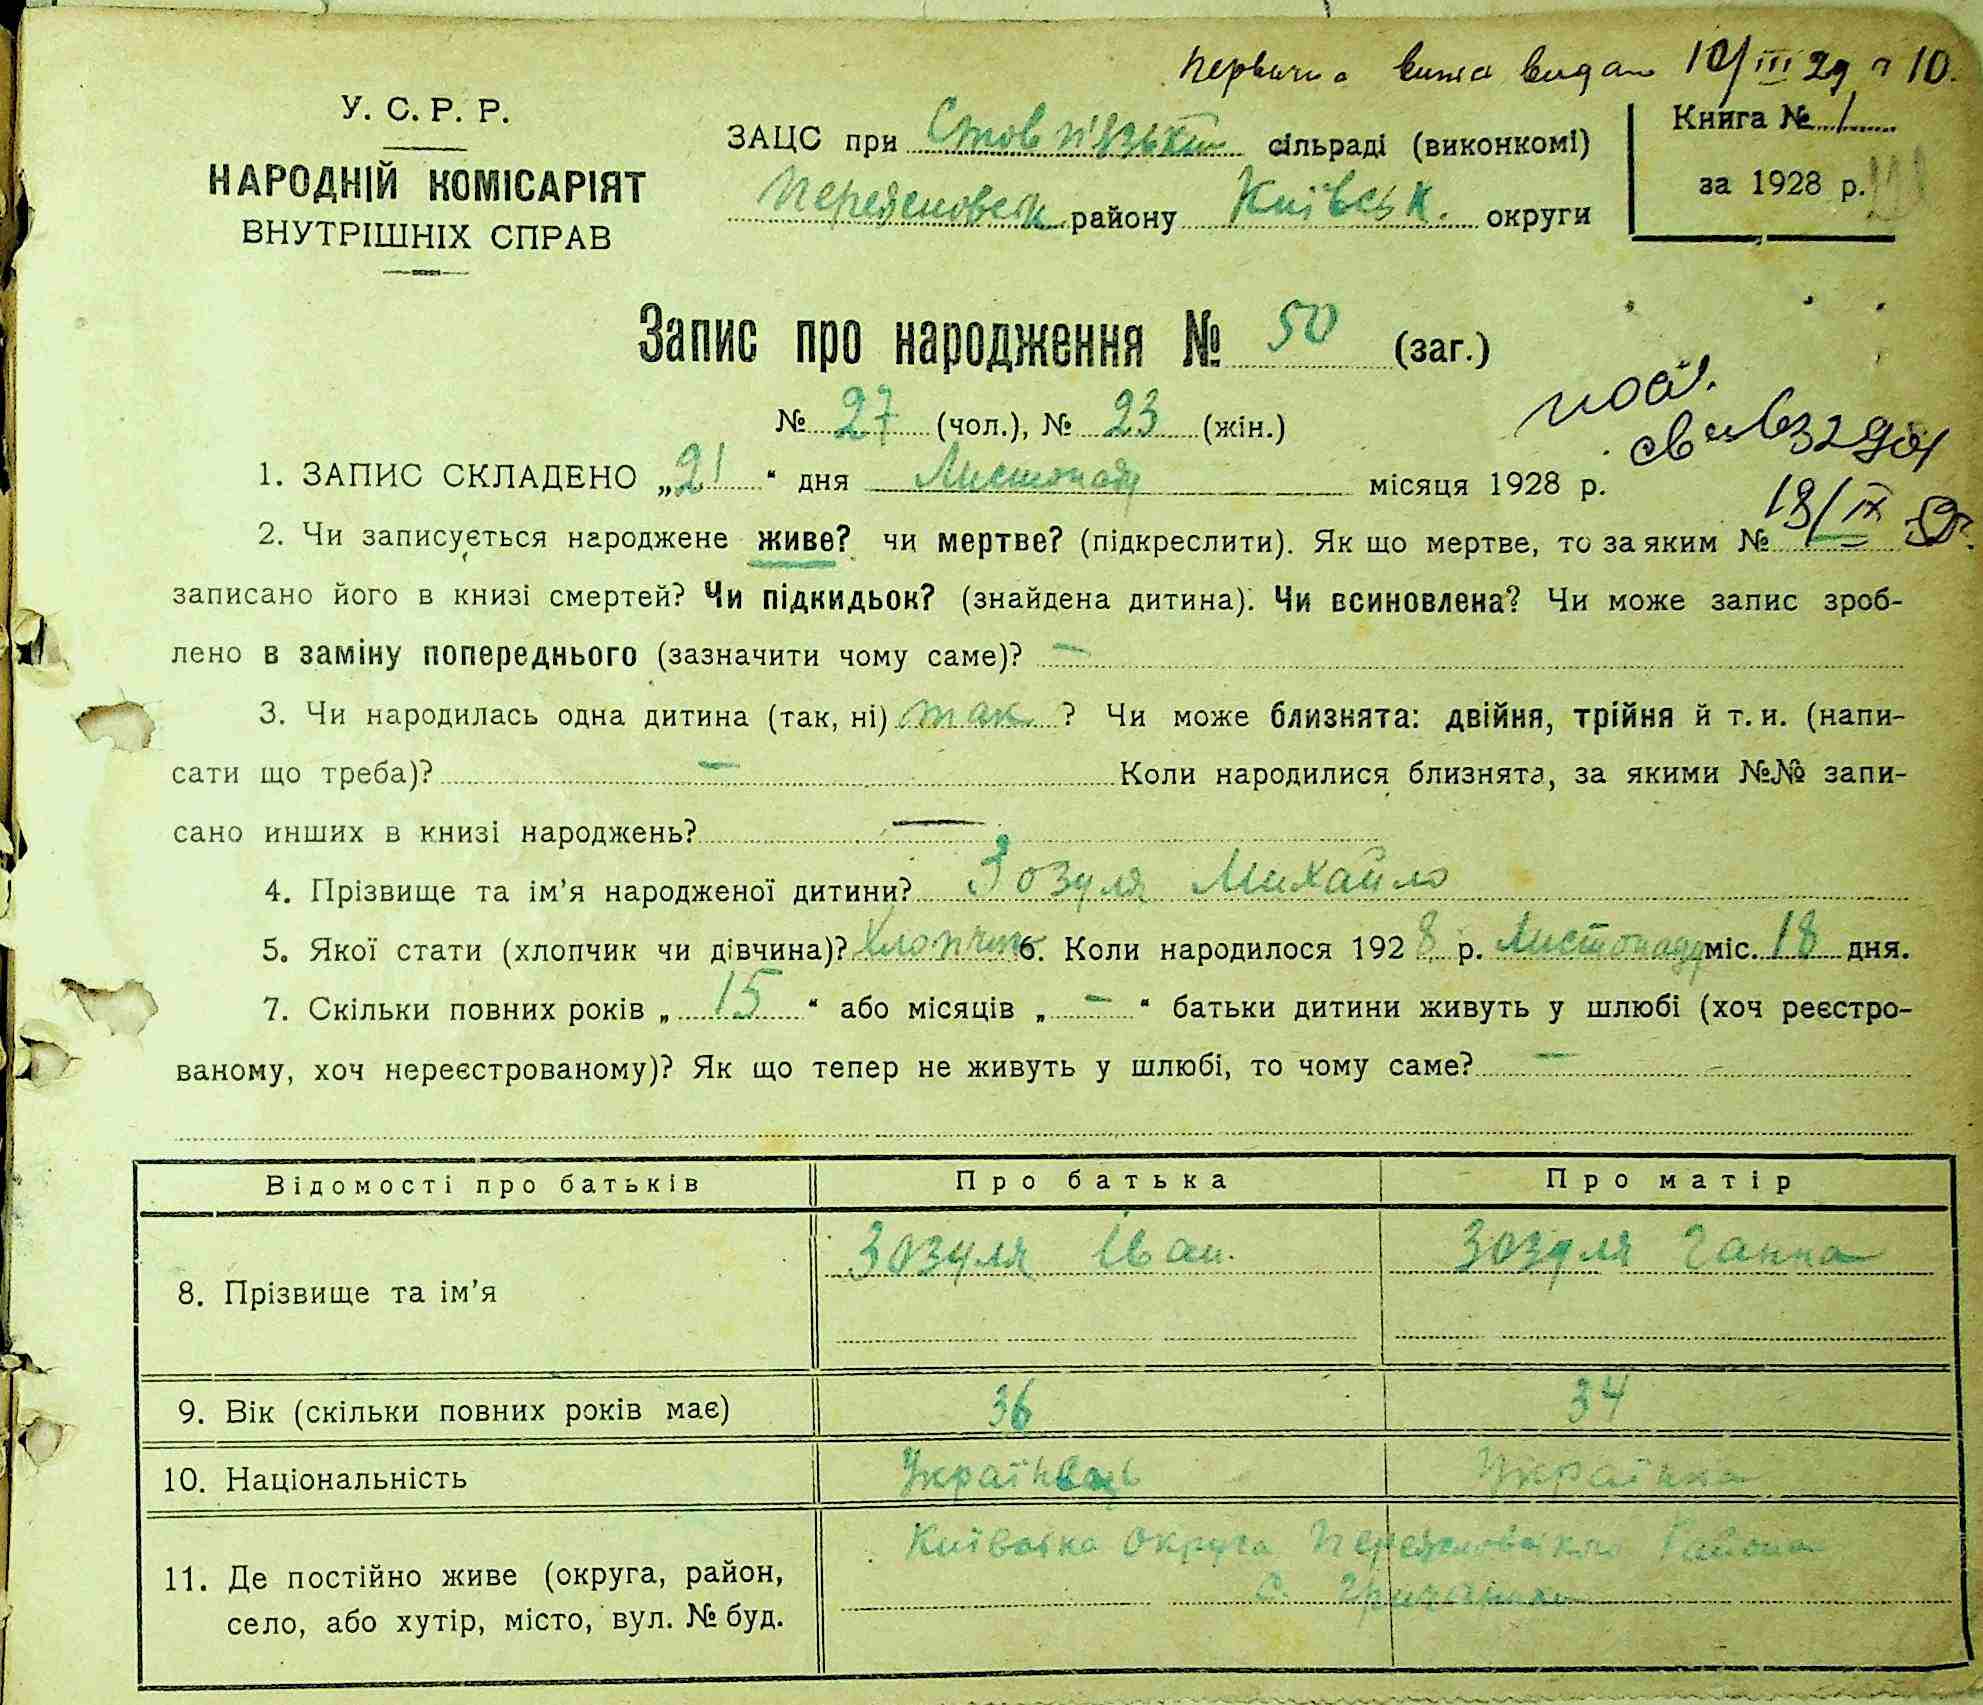 10/III 29 10.
У. С. Р. Р.
НАРОДНІЙ КОМІСАРІЯТ
ВНУТРІШНІХ СПРАВ
ЗАЦС при Стовп'язькій сільраді (виконкомі)
району Київськ. округи
Книга № 1
за 1928 р.
Запис про народження № 50 (заг.)
№ 27 (чол.), № 23 (жін.)
1. ЗАПИС СКЛАДЕНО „21" дня Листопаду місяця 1928 р.
18/IX
2. Чи записується народжене живе? чи мертве? (підкреслити). Як що мертве, то за яким №
записано його в книзі смертей? Чи підкидьок? (знайдена дитина). Чи всиновлена? Чи може запис зроб-
лено в заміну попереднього (зазначити чому саме)? —
3. Чи народилась одна дитина (так, ні) так ? Чи може близнята: двійня, трійня й т. и. (напи-
сати що треба)? — Коли народилися близнята, за якими №№ запи-
сано инших в книзі народжень? —
4. Прізвище та ім'я народженої дитини? Зозуля Михайло
5. Якої стати (хлопчик чи дівчина)? Хлопчик 6. Коли народилося 1928 р. Листопаду міс. 18 дня.
7. Скільки повних років „15" або місяців „—" батьки дитини живуть у шлюбі (хоч реєстро-
ваному, хоч нереєстрованому)? Як що тепер не живуть у шлюбі, то чому саме? —
Відомості про батьків Про батька Про матір
8. Прізвище та ім'я Зозуля Іван. Зозуля Ганна
9. Вік (скільки повних років має) 36 34
10. Національність Українець Українка
11. Де постійно живе (округа, район, Київська Округа Района
село, або хутір, місто, вул. № буд. с.